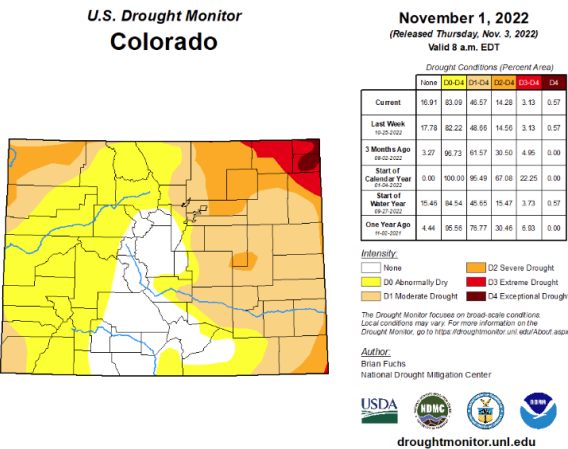 U.S. Drought Monitor
Colorado
November 1, 2022
(Released Thursday, Nov. 3, 2022)
Valid 8 a.m. EDT
Drought Conditions (Percent Area)
None D0-D4 D1-D4 D2-D4 D3-D4 D4
Current 16.91 83.09 46.57 14.28 3.13 0.57
Last Week 17.78 82.22 48.66 14.56 3.13 0.57
10-25-2022
3 Months Ago 3.27 96.73 61.57 30.50 4.95 0.00
08-02-2022
Start of
Calendar Year 0.00 100.00 95.49 67.08 22.25 0.00
01-04-2022
Start of
Water Year 15.46 84.54 45.65 15.47 3.73 0.57
09-27-2022
One Year Ago 4.44 95.56 76.77 30.46 6.93 0.00
11-02-2021
Intensity:
None
D0 Abnormally Dry
D1 Moderate Drought
D2 Severe Drought
D3 Extreme Drought
D4 Exceptional Drough
The Drought Monitor focuses on broad-scale conditions.
Local conditions may vary. For more information on the
Drought Monitor, go to https://droughtmonitor.unl.edu/About.aspx
Author:
Brian Fuchs
National Drought Mitigation Center
USDA
NDMC
NOAA
droughtmonitor.unl.edu